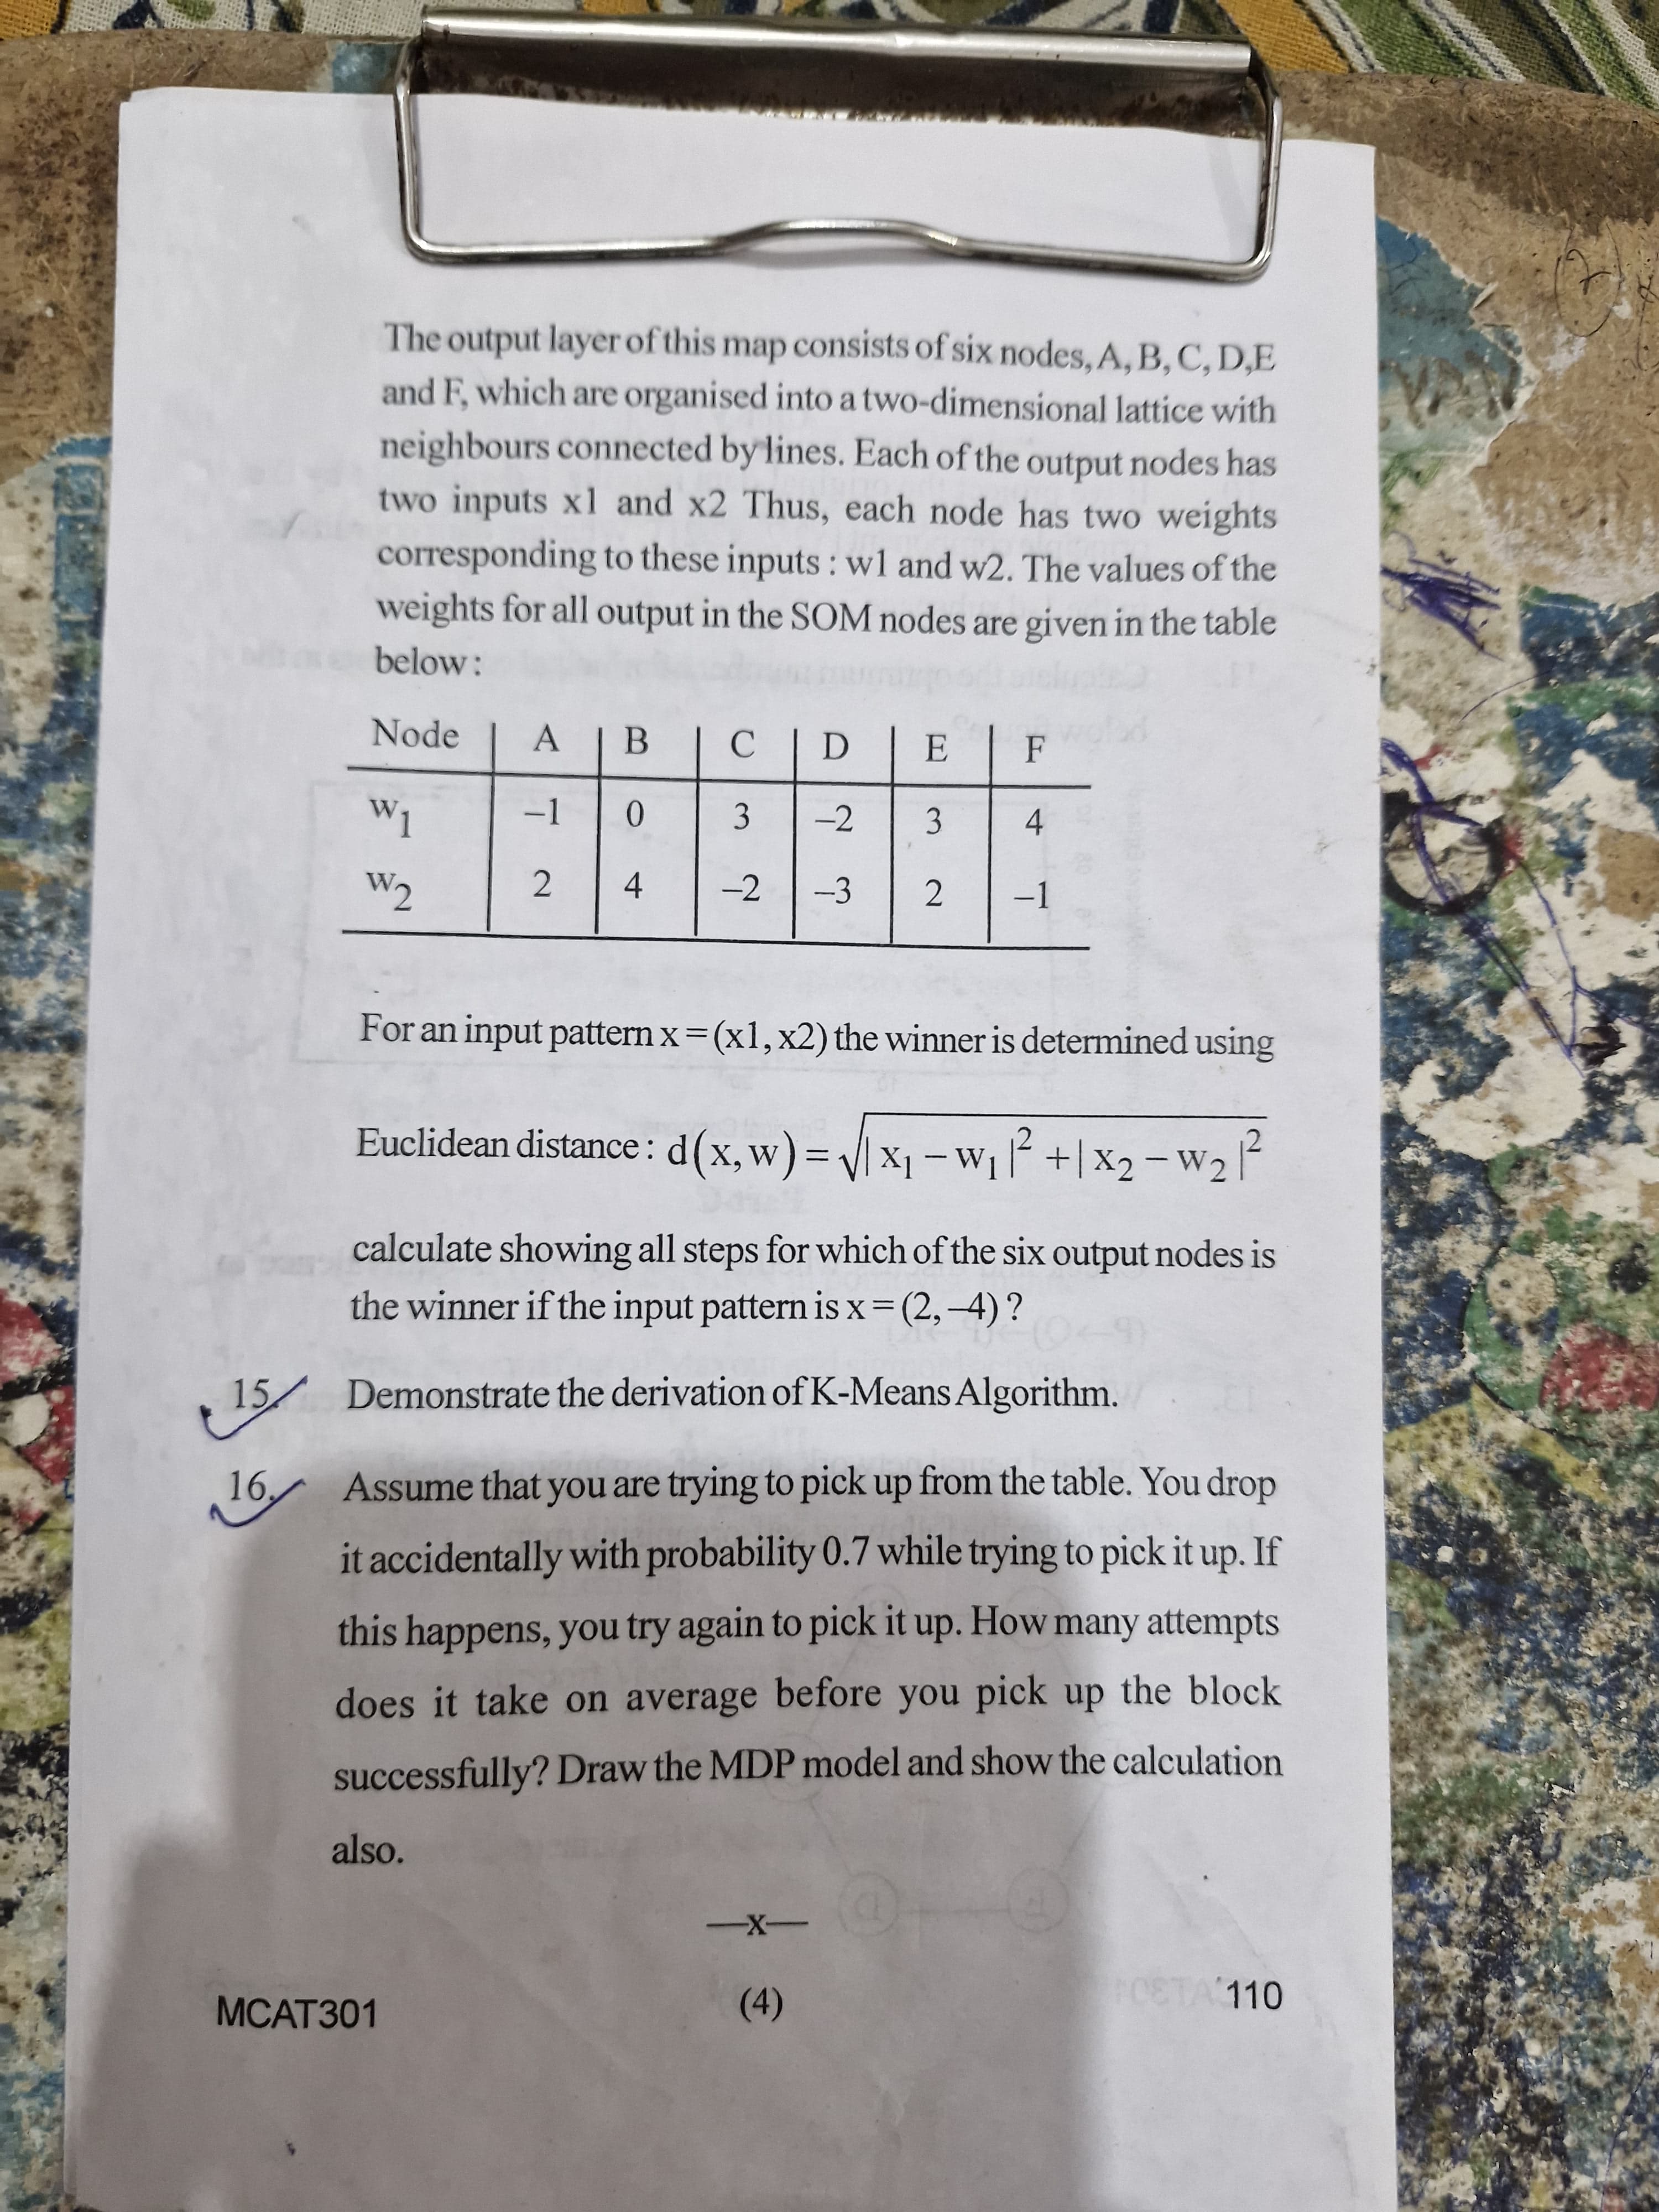 The output layer of this map consists of six nodes, A, B, C, D,E
and F, which are organised into a two-dimensional lattice with
neighbours connected by lines. Each of the output nodes has
two inputs x1 and x2 Thus, each node has two weights
corresponding to these inputs : w1 and w2. The values of the
weights for all output in the SOM nodes are given in the table
below :
Node | A | B | C | D | E | F
w1 | –1 | 0 | 3 | –2 | 3 | 4
w2 | 2 | 4 | –2 | –3 | 2 | –1
For an input pattern x = (x1, x2) the winner is determined using
Euclidean distance : d(x, w) = √| x₁ – w₁ |² + | x₂ – w₂ |²
calculate showing all steps for which of the six output nodes is
the winner if the input pattern is x = (2, –4) ?
15. Demonstrate the derivation of K-Means Algorithm.
16. Assume that you are trying to pick up from the table. You drop
it accidentally with probability 0.7 while trying to pick it up. If
this happens, you try again to pick it up. How many attempts
does it take on average before you pick up the block
successfully? Draw the MDP model and show the calculation
also.
—x—
MCAT301 (4) 110